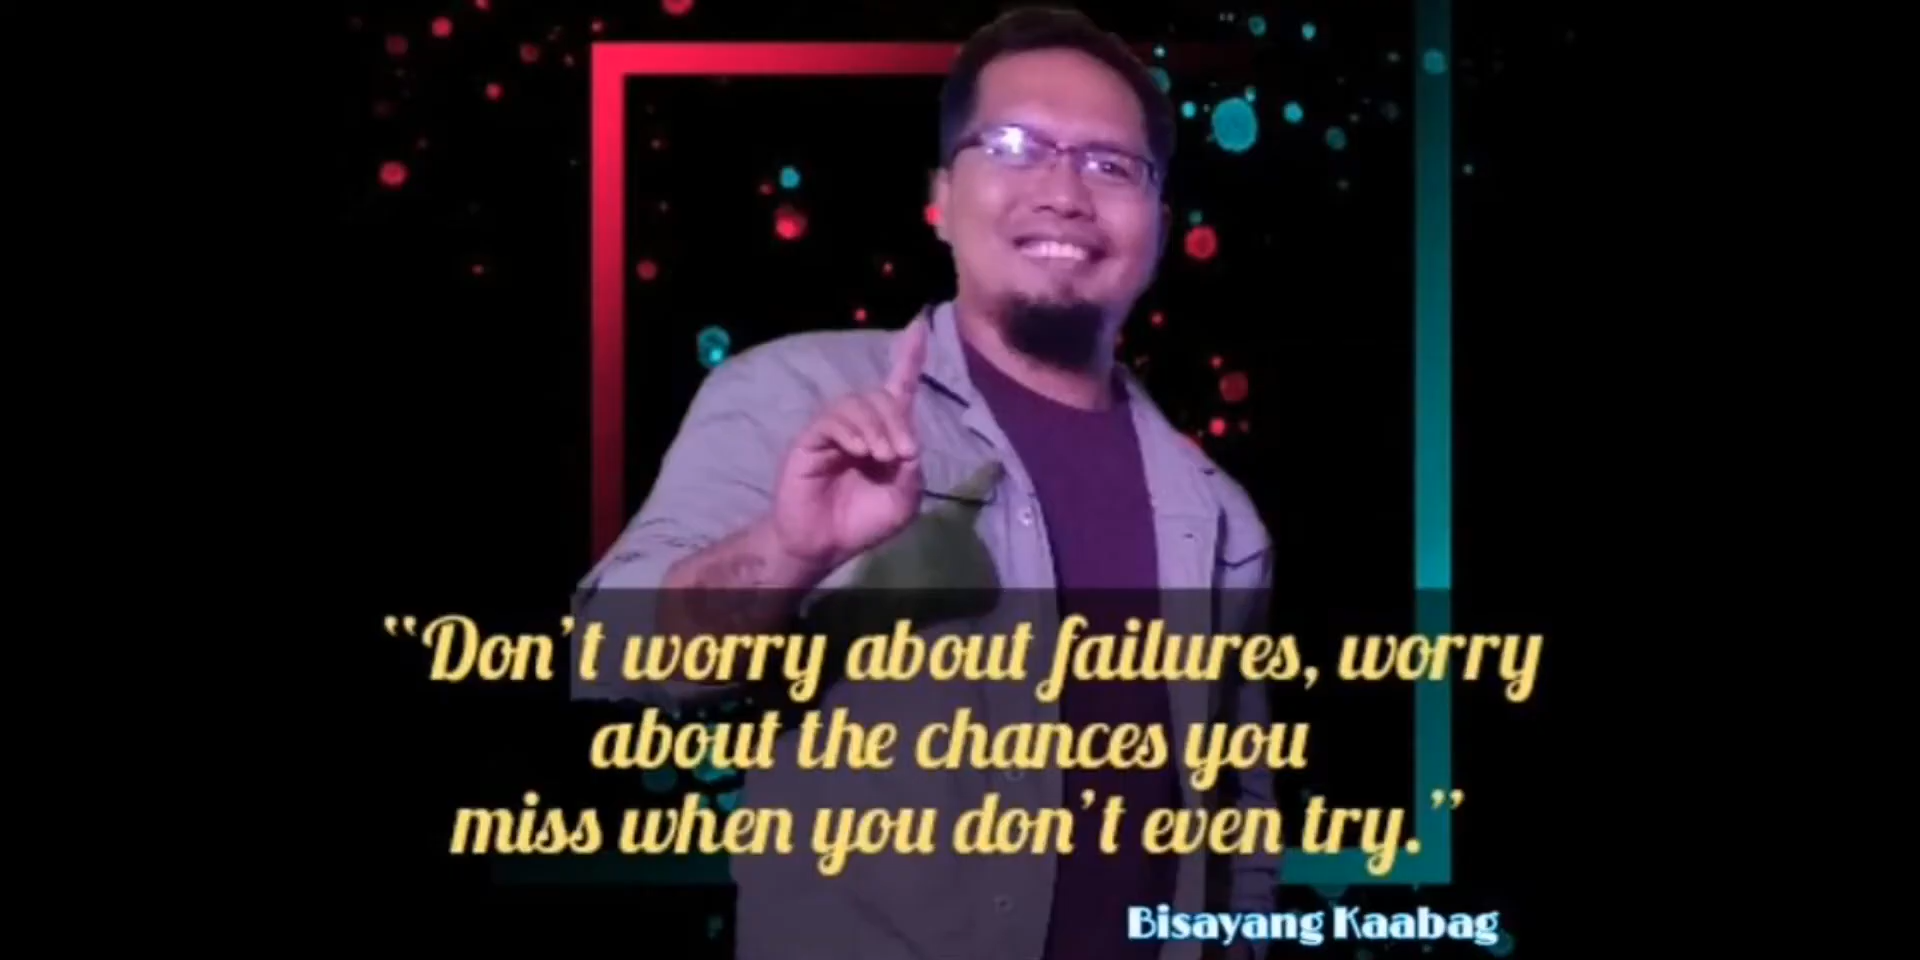 “Don’t worry about failures, worry
about the chances you
miss when you don’t even try.”
Bisayang Kaabag